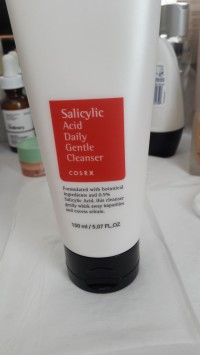 Salicylic
Acid
Daily
Gentle
Cleanser
COSRX
Formulated with botanical
ingredients and 0.5%
Salicylic Acid, this cleanser
gently whisk away impurities
and excess sebum.
150 ml / 5.07 FL.OZ